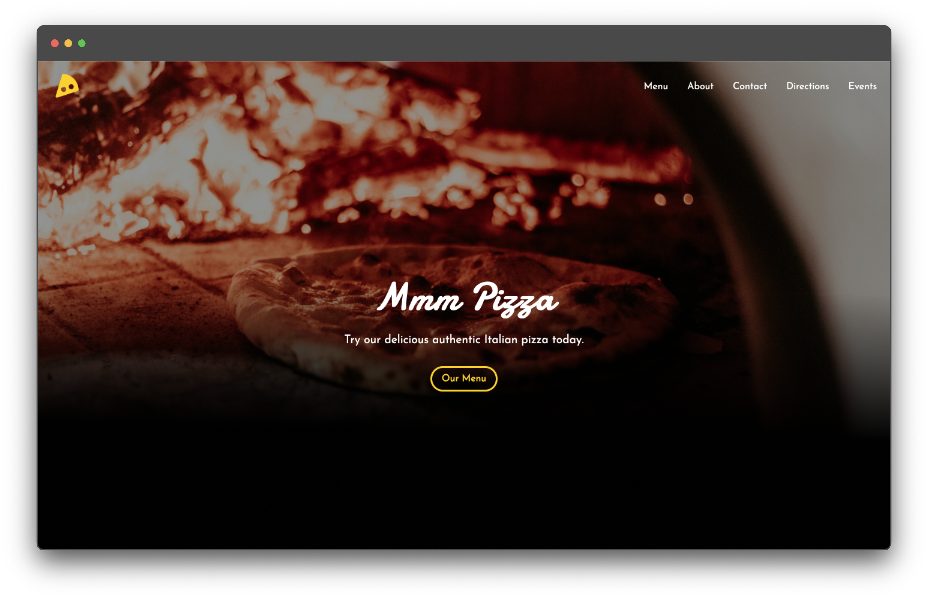 Menu About Contact Directions Events
Mmm Pizza
Try our delicious authentic Italian pizza today.
Our Menu